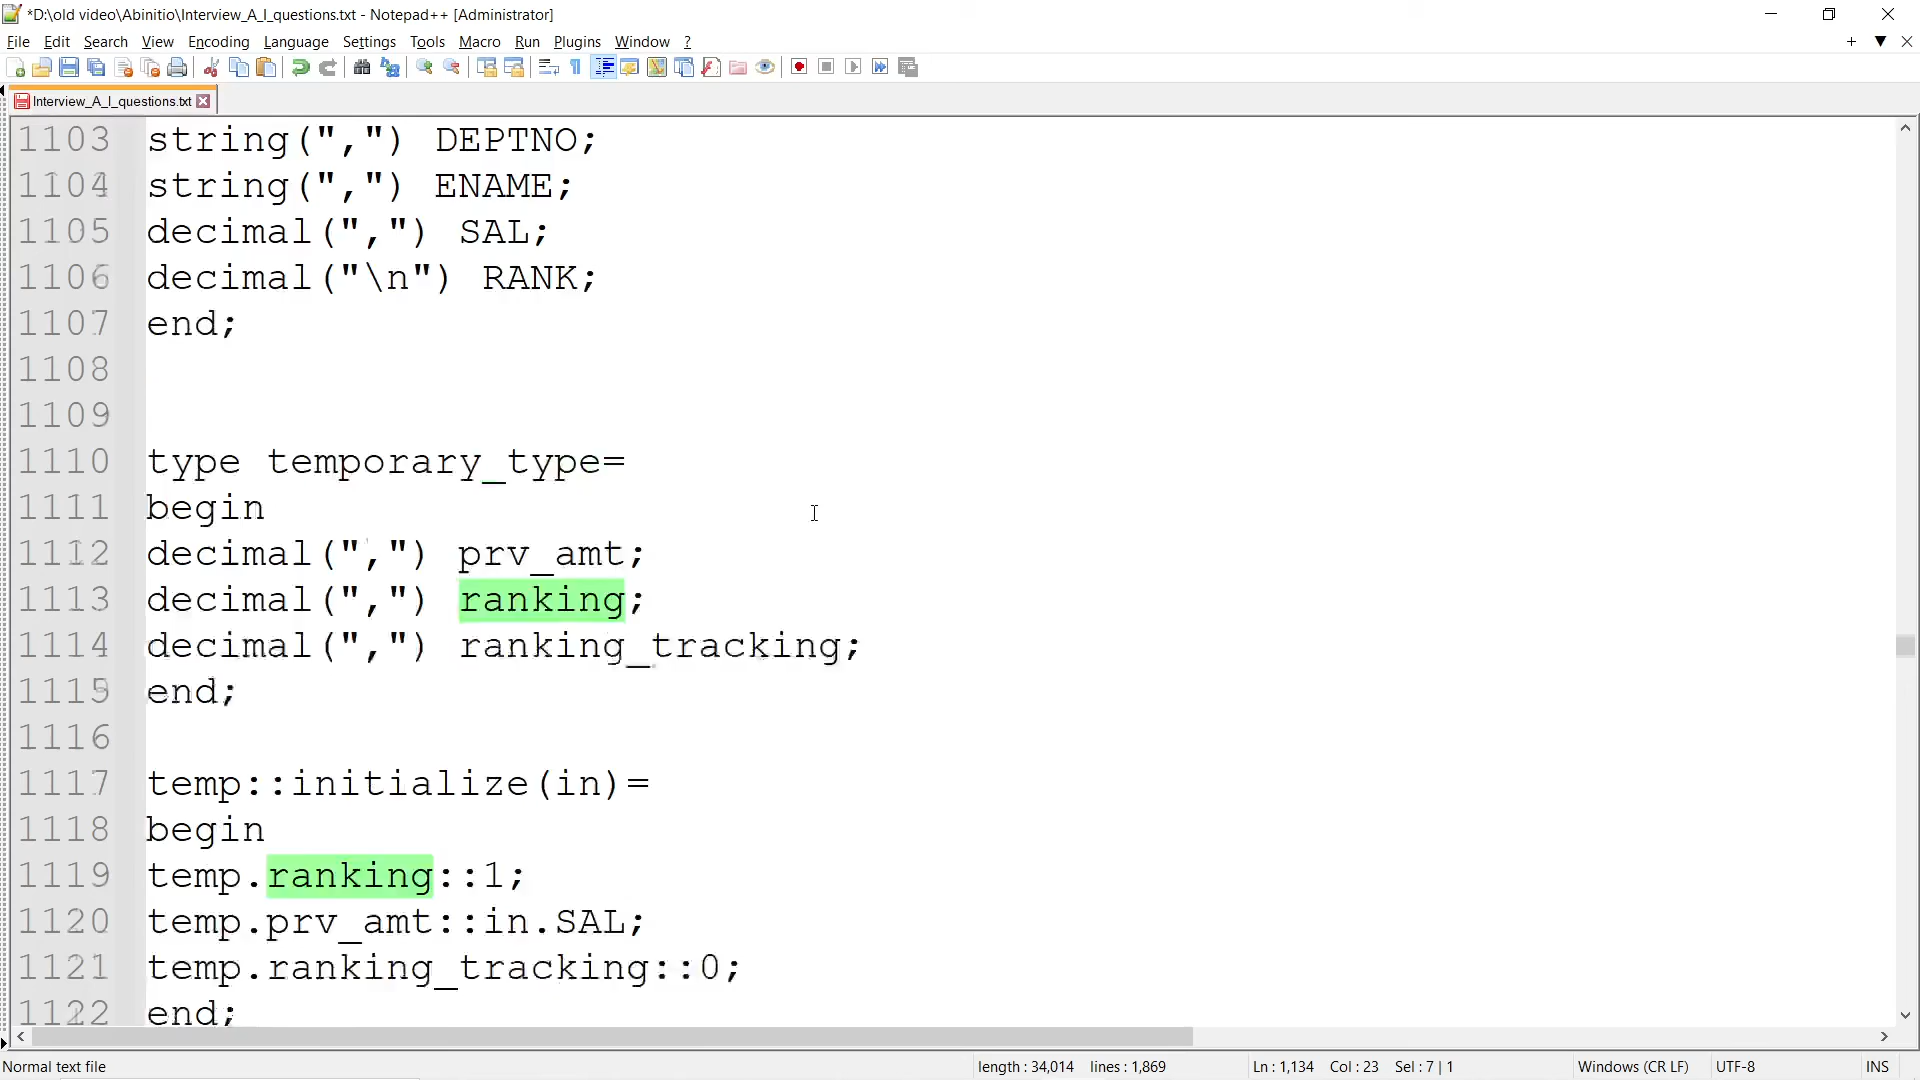 *D:\old video\Abinitio\Interview_A_I_questions.txt - Notepad++ [Administrator]
File Edit Search View Encoding Language Settings Tools Macro Run Plugins Window ?
Interview_A_I_questions.txt
1103 string(",") DEPTNO;
1104 string(",") ENAME;
1105 decimal(",") SAL;
1106 decimal("\n") RANK;
1107 end;
1108
1109
1110 type temporary_type=
1111 begin
1112 decimal(",") prv_amt;
1113 decimal(",") ranking;
1114 decimal(",") ranking_tracking;
1115 end;
1116
1117 temp::initialize(in)=
1118 begin
1119 temp.ranking::1;
1120 temp.prv_amt::in.SAL;
1121 temp.ranking_tracking::0;
1122 end;
Normal text file length : 34,014 lines : 1,869 Ln : 1,134 Col : 23 Sel : 7 | 1 Windows (CR LF) UTF-8 INS